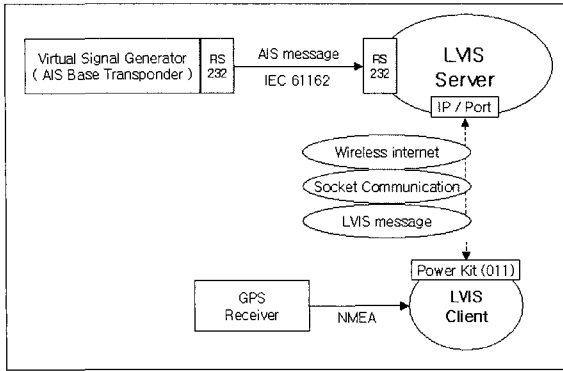 Virtual Signal Generator
( AIS Base Transponder )
RS
232
AIS message
IEC 61162
RS
232
LVIS
Server
IP / Port
Wireless internet
Socket Communication
LVIS message
Power Kit (011)
LVIS
Client
GPS
Receiver
NMEA